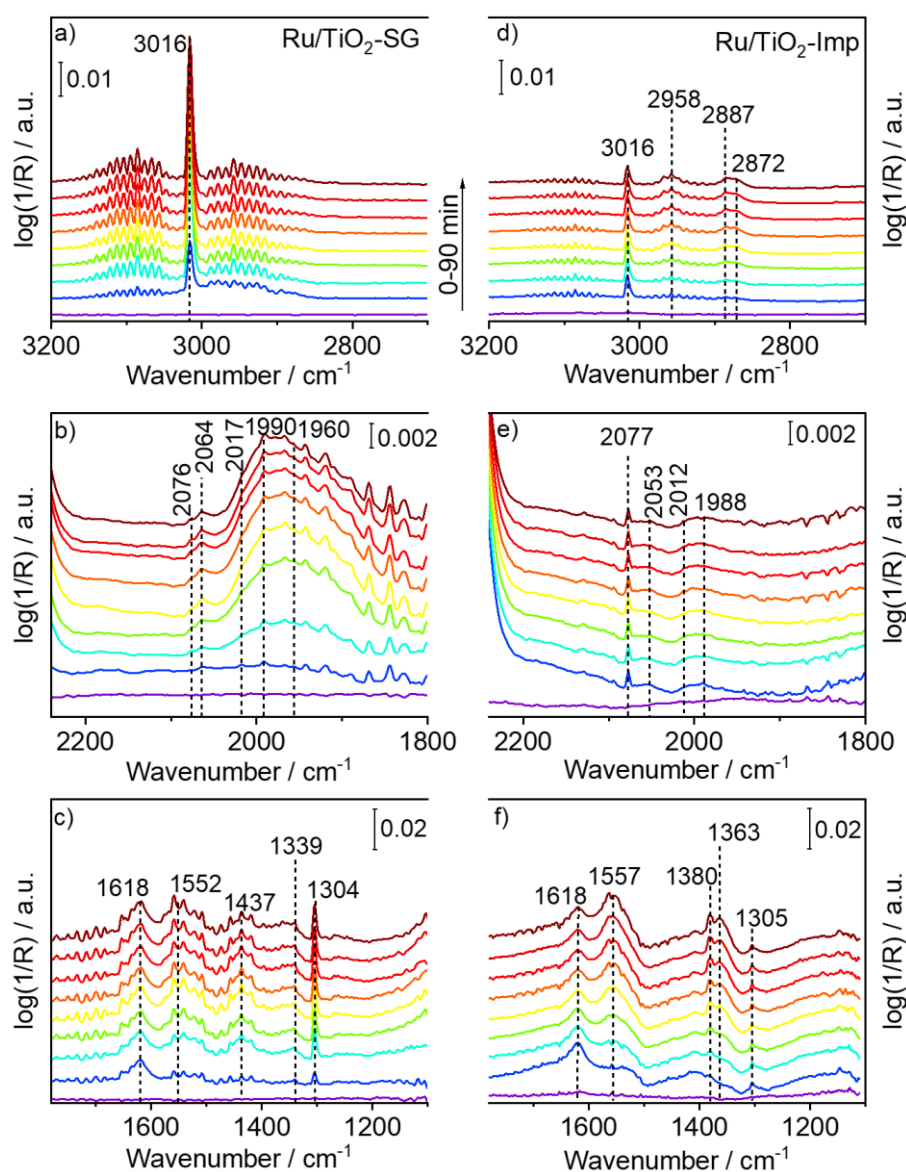 a)
Ru/TiO₂-SG
3016
0.01
log(1/R) / a.u.
3200 3000 2800
Wavenumber / cm⁻¹
0-90 min
d)
Ru/TiO₂-Imp
0.01
3016
2958
2887
2872
log(1/R) / a.u.
3200 3000 2800
Wavenumber / cm⁻¹
b)
2076
2064
2017
1990
1960
0.002
log(1/R) / a.u.
2200 2000 1800
Wavenumber / cm⁻¹
e)
2077
2053
2012
1988
0.002
log(1/R) / a.u.
2200 2000 1800
Wavenumber / cm⁻¹
c)
1618
1552
1437
1339
1304
0.02
log(1/R) / a.u.
1600 1400 1200
Wavenumber / cm⁻¹
f)
1618
1557
1380
1363
1305
0.02
log(1/R) / a.u.
1600 1400 1200
Wavenumber / cm⁻¹